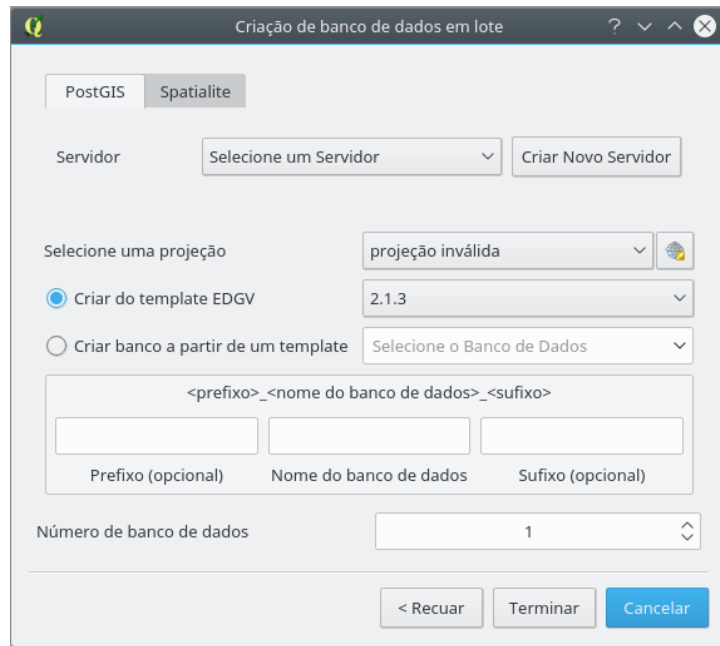 Criação de banco de dados em lote
PostGIS Spatialite
Servidor Selecione um Servidor Criar Novo Servidor
Selecione uma projeção projeção inválida
Criar do template EDGV 2.1.3
Criar banco a partir de um template Selecione o Banco de Dados
<prefixo>_<nome do banco de dados>_<sufixo>
Prefixo (opcional) Nome do banco de dados Sufixo (opcional)
Número de banco de dados 1
< Recuar Terminar Cancelar